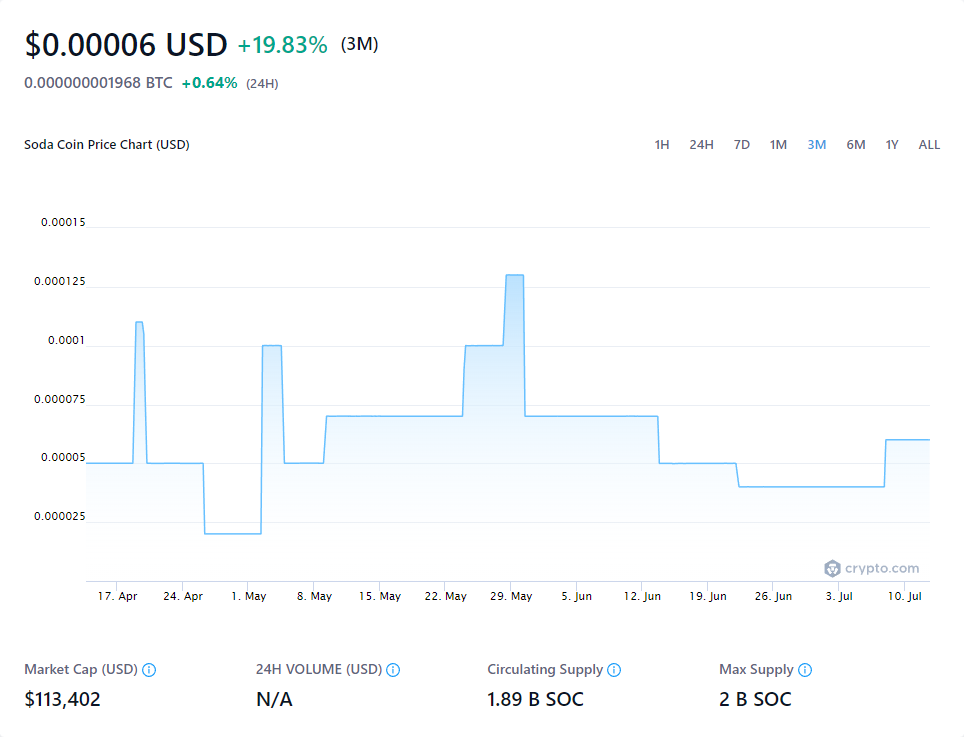 $0.00006 USD +19.83% (3M)
0.000000001968 BTC +0.64% (24H)
Soda Coin Price Chart (USD) 1H 24H 7D 1M 3M 6M 1Y ALL
0.00015
0.000125
0.0001
0.000075
0.00005
0.000025
crypto.com
17. Apr 24. Apr 1. May 8. May 15. May 22. May 29. May 5. Jun 12. Jun 19. Jun 26. Jun 3. Jul 10. Jul
Market Cap (USD) 24H VOLUME (USD) Circulating Supply Max Supply
$113,402 N/A 1.89 B SOC 2 B SOC